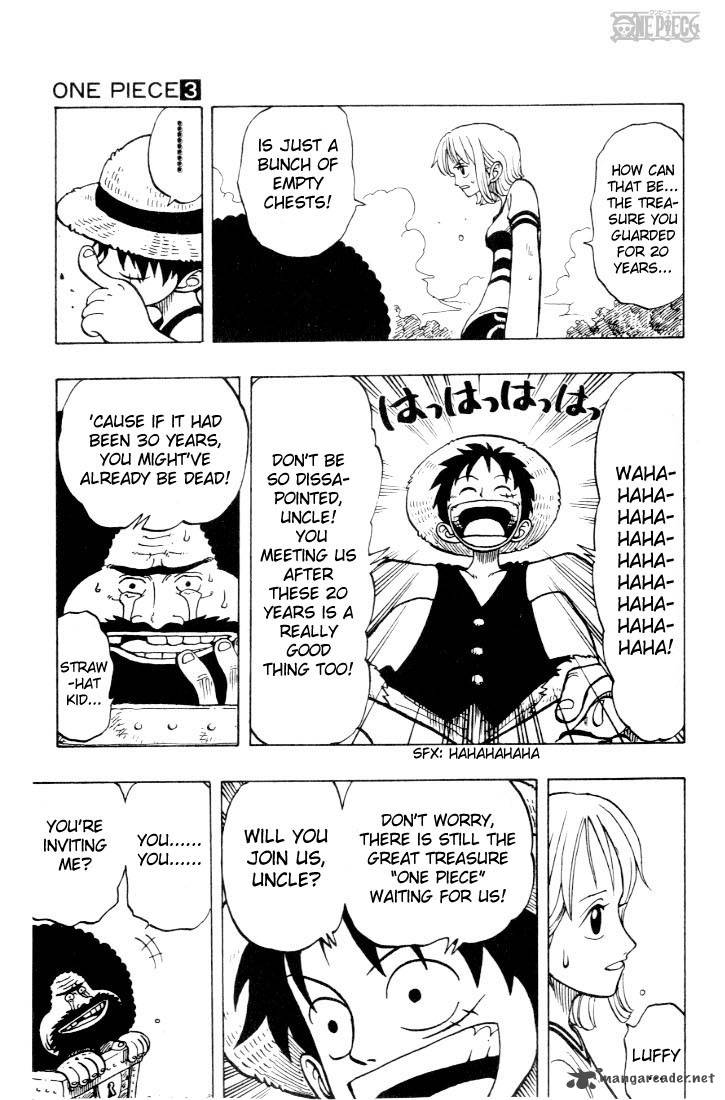 ワンピース
ONE PIECE
ONE PIECE 3
HOW CAN
THAT BE...
THE TREA-
SURE YOU
GUARDED
FOR 20
YEARS...
IS JUST A
BUNCH OF
EMPTY
CHESTS!
..........
はっはっはっはっ
WAHA-
HAHA-
HAHA-
HAHA-
HAHA-
HAHA-
HAHA-
HAHA-
HAHA!
DON'T BE
SO DISSA-
POINTED,
UNCLE!
YOU
MEETING US
AFTER
THESE 20
YEARS IS A
REALLY
GOOD
THING TOO!
SFX: HAHAHAHAHA
'CAUSE IF IT HAD
BEEN 30 YEARS,
YOU MIGHT'VE
ALREADY BE DEAD!
STRAW
-HAT
KID...
LUFFY
DON'T WORRY,
THERE IS STILL THE
GREAT TREASURE
"ONE PIECE"
WAITING FOR US!
WILL YOU
JOIN US,
UNCLE?
YOU......
YOU......
YOU'RE
INVITING
ME?
mangareader.net